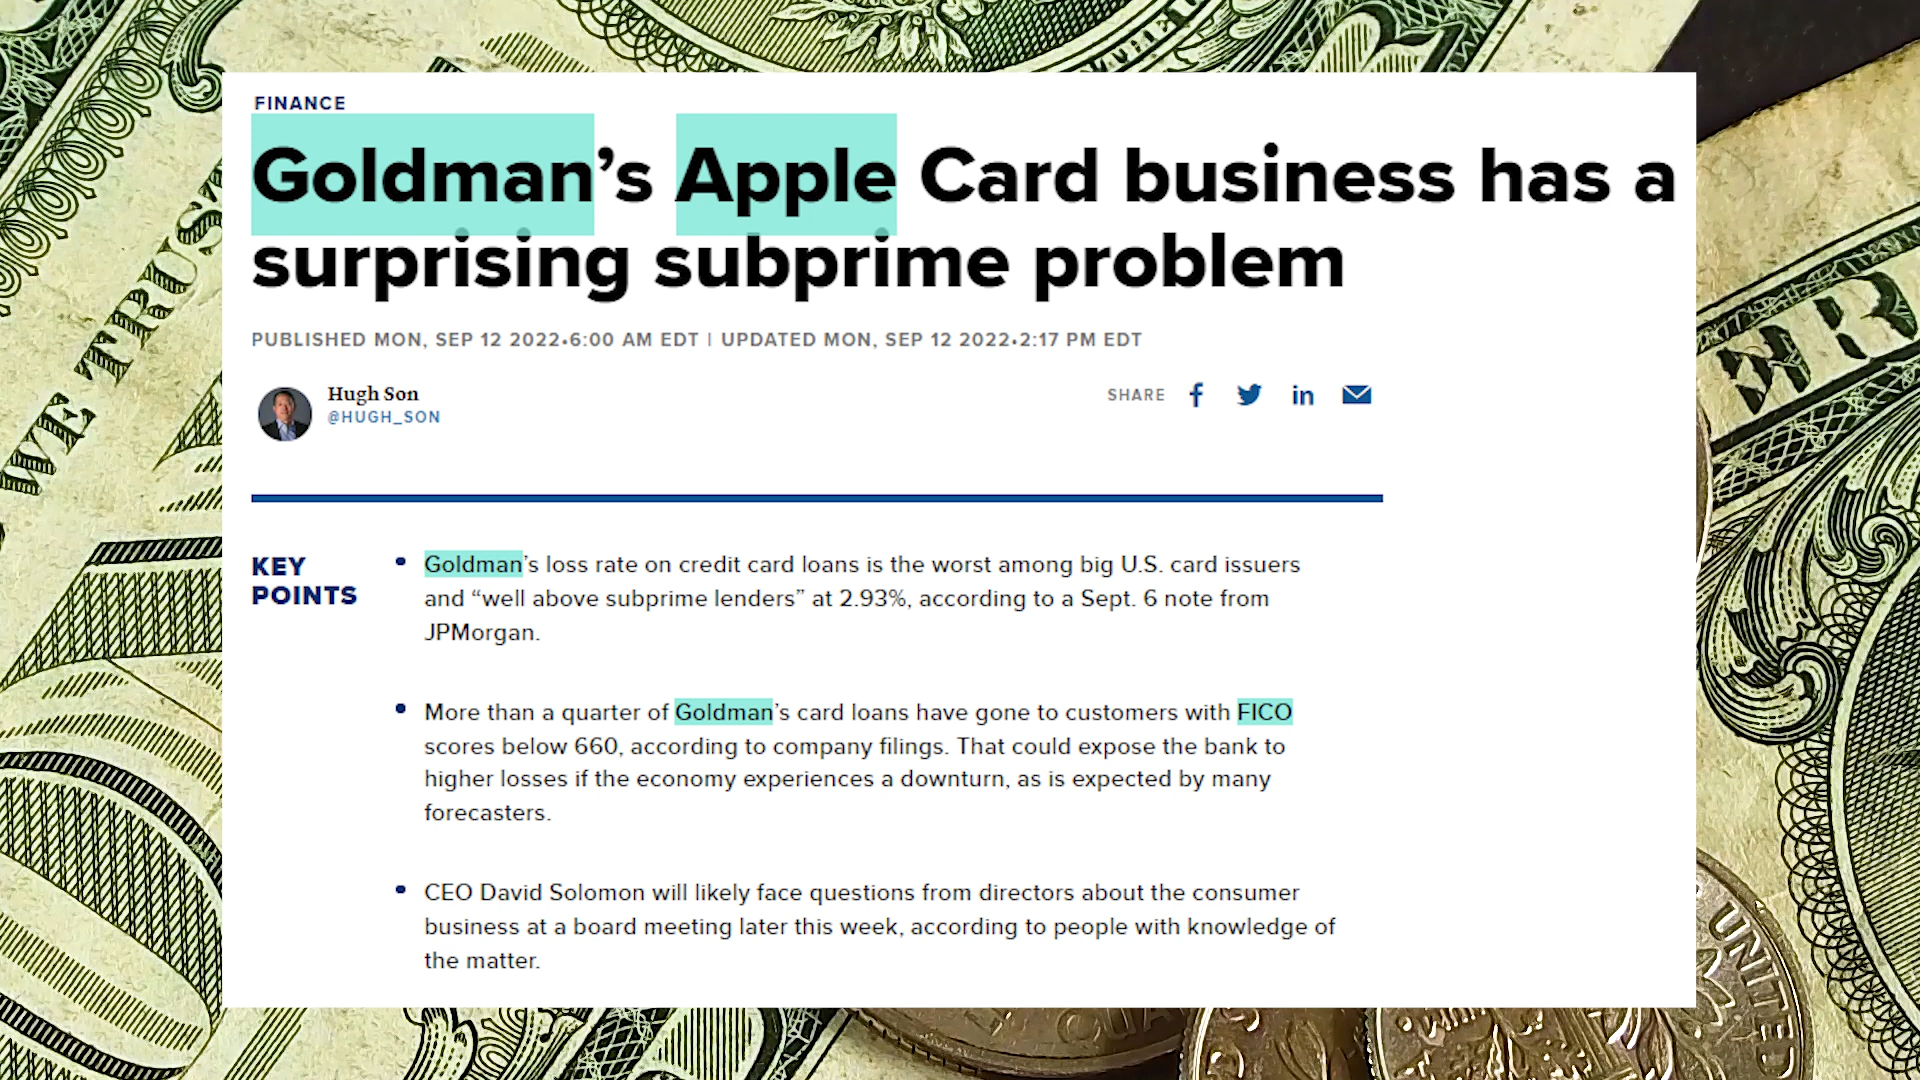 FINANCE
Goldman’s Apple Card business has a
surprising subprime problem
PUBLISHED MON, SEP 12 2022•6:00 AM EDT | UPDATED MON, SEP 12 2022•2:17 PM EDT
Hugh Son
@HUGH_SON
SHARE
KEY
POINTS
Goldman’s loss rate on credit card loans is the worst among big U.S. card issuers
and “well above subprime lenders” at 2.93%, according to a Sept. 6 note from
JPMorgan.
More than a quarter of Goldman’s card loans have gone to customers with FICO
scores below 660, according to company filings. That could expose the bank to
higher losses if the economy experiences a downturn, as is expected by many
forecasters.
CEO David Solomon will likely face questions from directors about the consumer
business at a board meeting later this week, according to people with knowledge of
the matter.
WE TRUST
UNITED